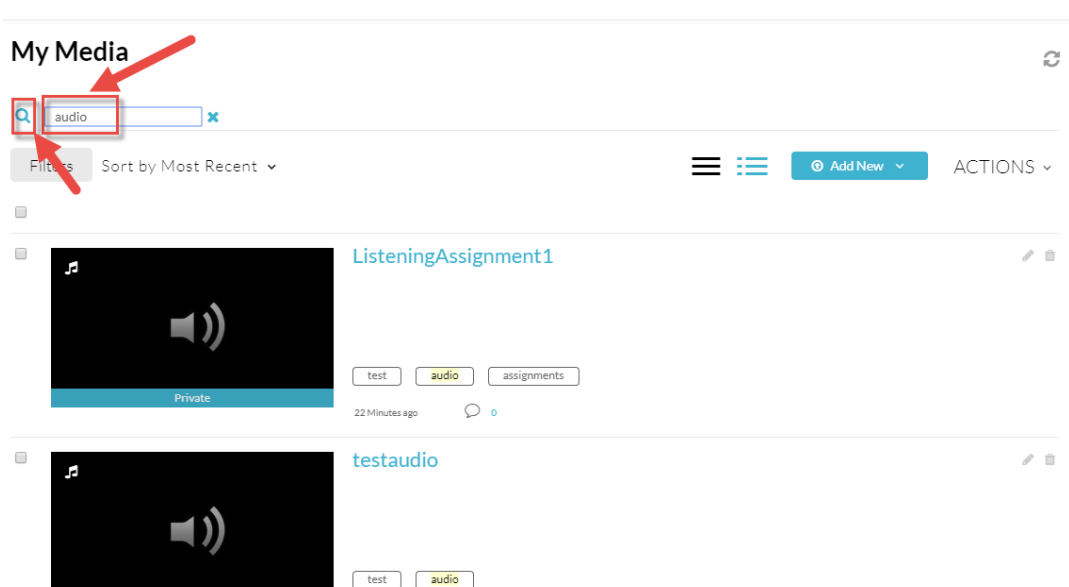 My Media
audio
Filters Sort by Most Recent Add New ACTIONS
ListeningAssignment1
test audio assignments
Private
22 Minutes ago 0
testaudio
test audio